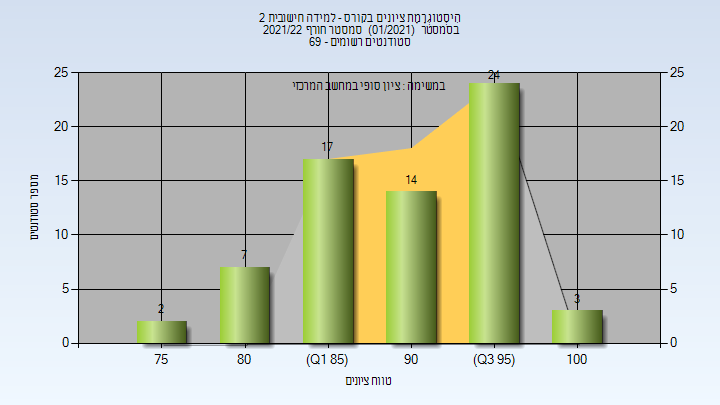 היסטוגרמת ציונים בקורס - למידה חישובית 2
בסמסטר (01/2021) סמסטר חורף 2021/22
סטודנטים רשומים - 69
במשימה : ציון סופי במחשב המרכזי
25 25
20 20
15 15
10 10
5 5
0 0
2 7 17 14 24 3
75 80 (Q1 85) 90 (Q3 95) 100
מספר סטודנטים
טווח ציונים